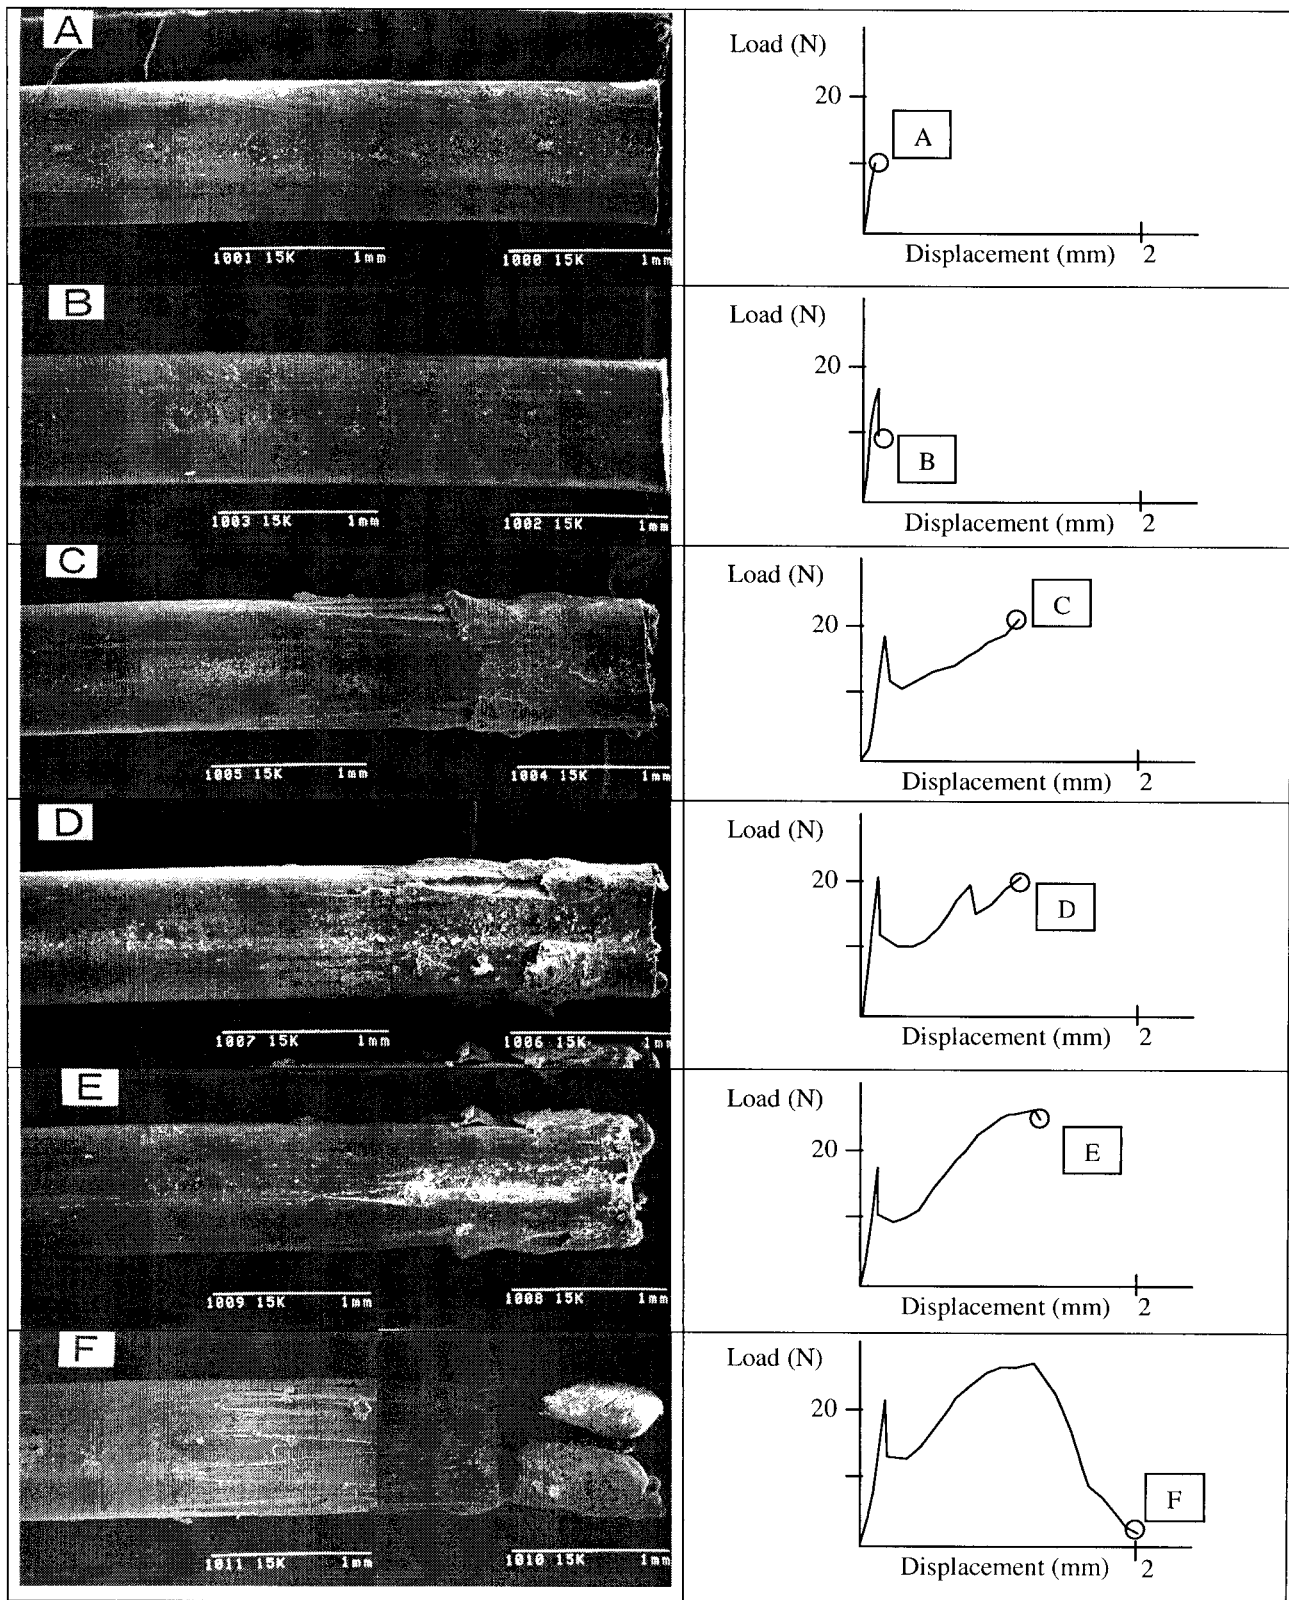 A
1001 15K 1mm
1000 15K 1mm
Load (N)
20
A
Displacement (mm) 2
B
1003 15K 1mm
1002 15K 1mm
Load (N)
20
B
Displacement (mm) 2
C
1005 15K 1mm
1004 15K 1mm
Load (N)
20
C
Displacement (mm) 2
D
1007 15K 1mm
1006 15K 1mm
Load (N)
20
D
Displacement (mm) 2
E
1009 15K 1mm
1008 15K 1mm
Load (N)
20
E
Displacement (mm) 2
F
1011 15K 1mm
1010 15K 1mm
Load (N)
20
F
Displacement (mm) 2